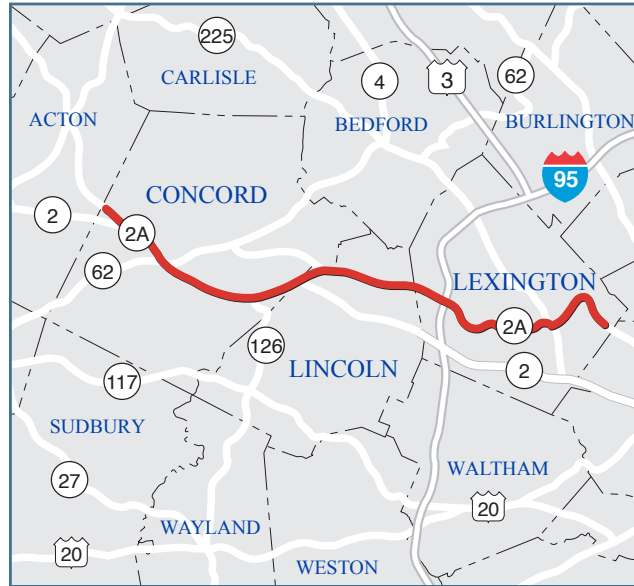 225
CARLISLE
4
3
62
ACTON
BEDFORD
BURLINGTON
95
CONCORD
2
2A
62
LEXINGTON
2A
126
LINCOLN
2
117
SUDBURY
WALTHAM
27
20
WAYLAND
20
WESTON